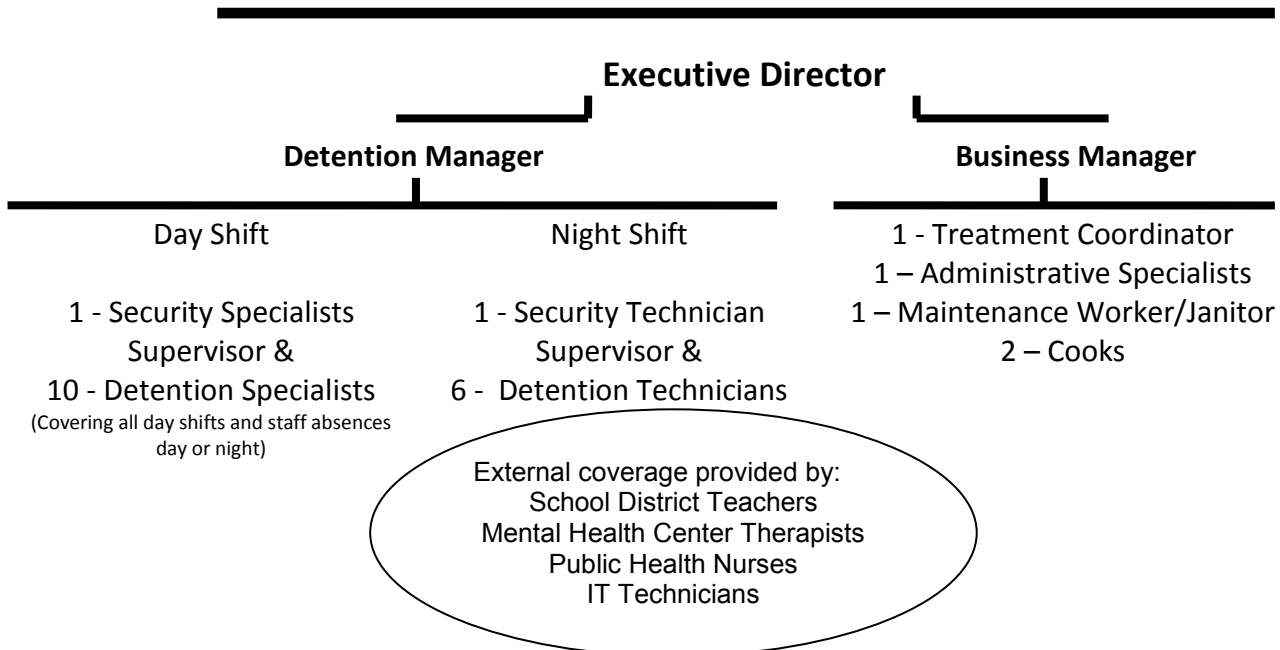 Executive Director
Detention Manager
Business Manager
Day Shift
1 - Security Specialists
Supervisor &
10 - Detention Specialists
(Covering all day shifts and staff absences
day or night)
Night Shift
1 - Security Technician
Supervisor &
6 -  Detention Technicians
1 - Treatment Coordinator
1 – Administrative Specialists
1 – Maintenance Worker/Janitor
2 – Cooks
External coverage provided by:
School District Teachers
Mental Health Center Therapists
Public Health Nurses
IT Technicians